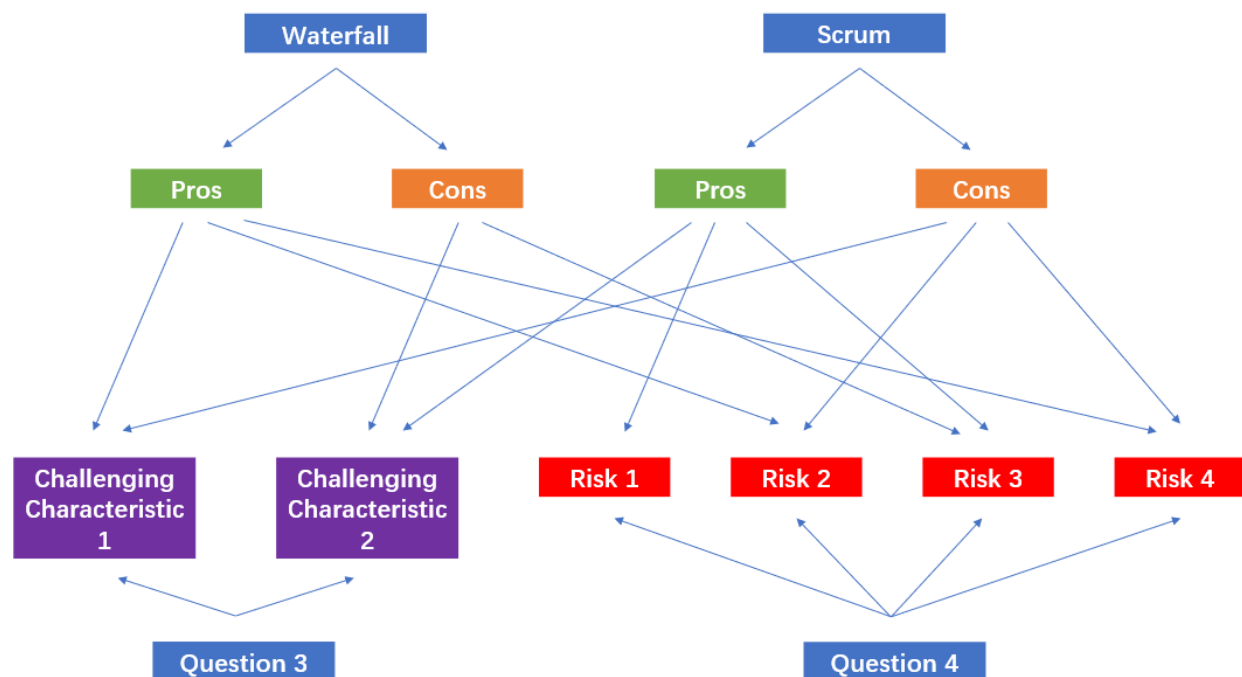 Waterfall
Scrum
Pros
Cons
Pros
Cons
Challenging
Characteristic
1
Challenging
Characteristic
2
Risk 1
Risk 2
Risk 3
Risk 4
Question 3
Question 4